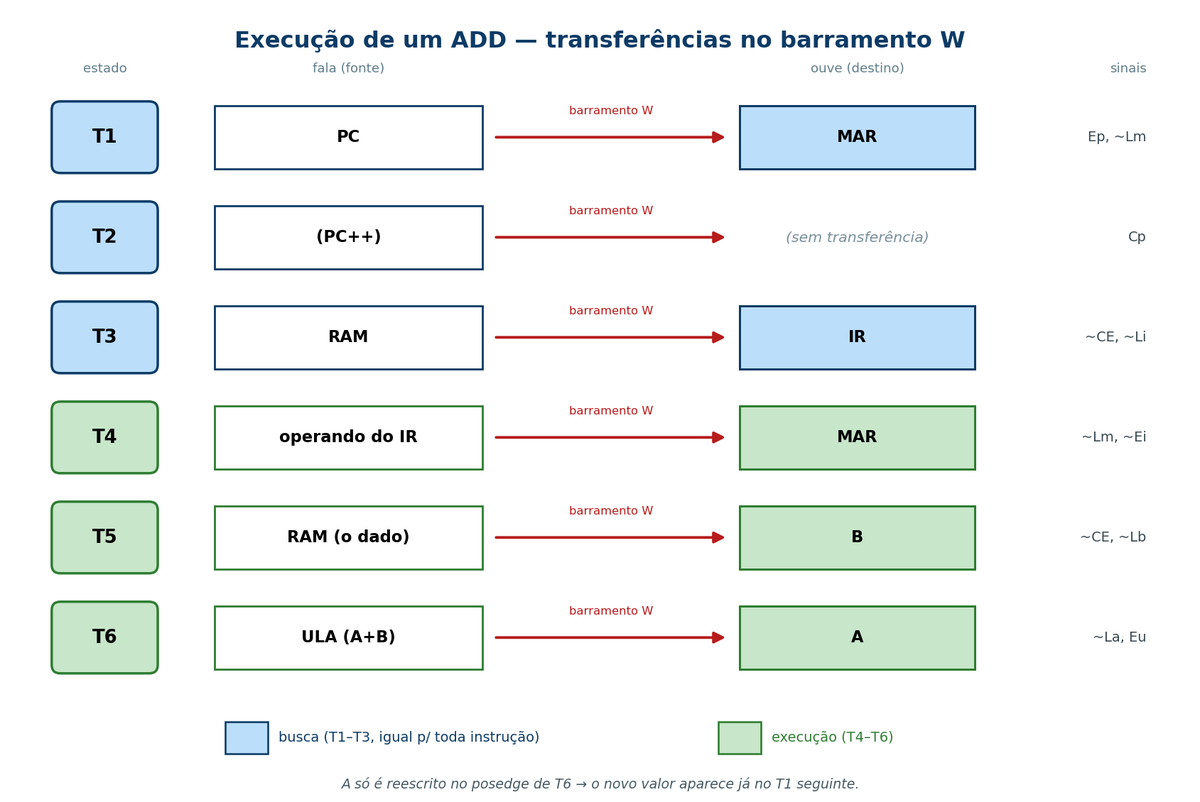 Execução de um ADD — transferências no barramento W
estado fala (fonte) ouve (destino) sinais
barramento W
T1 PC MAR Ep, ~Lm
barramento W
T2 (PC++) (sem transferência) Cp
barramento W
T3 RAM IR ~CE, ~Li
barramento W
T4 operando do IR MAR ~Lm, ~Ei
barramento W
T5 RAM (o dado) B ~CE, ~Lb
barramento W
T6 ULA (A+B) A ~La, Eu
busca (T1–T3, igual p/ toda instrução) execução (T4–T6)
A só é reescrito no posedge de T6 → o novo valor aparece já no T1 seguinte.